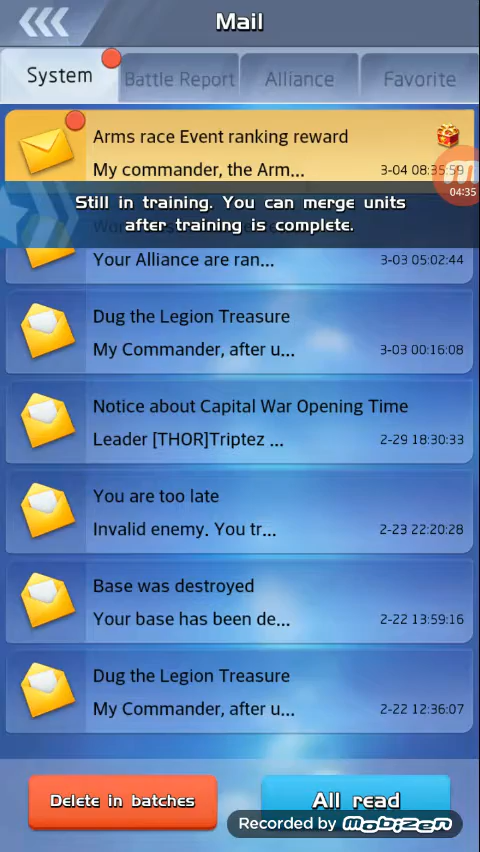 Mail
System
Battle Report
Alliance
Favorite
Arms race Event ranking reward
My commander, the Arm...
3-04 08:35:59
04:35
Still in training. You can merge units
after training is complete.
Your Alliance are ran...
3-03 05:02:44
Dug the Legion Treasure
My Commander, after u...
3-03 00:16:08
Notice about Capital War Opening Time
Leader [THOR]Triptez ...
2-29 18:30:33
You are too late
Invalid enemy. You tr...
2-23 22:20:28
Base was destroyed
Your base has been de...
2-22 13:59:16
Dug the Legion Treasure
My Commander, after u...
2-22 12:36:07
Delete in batches
All read
Recorded by mobizen